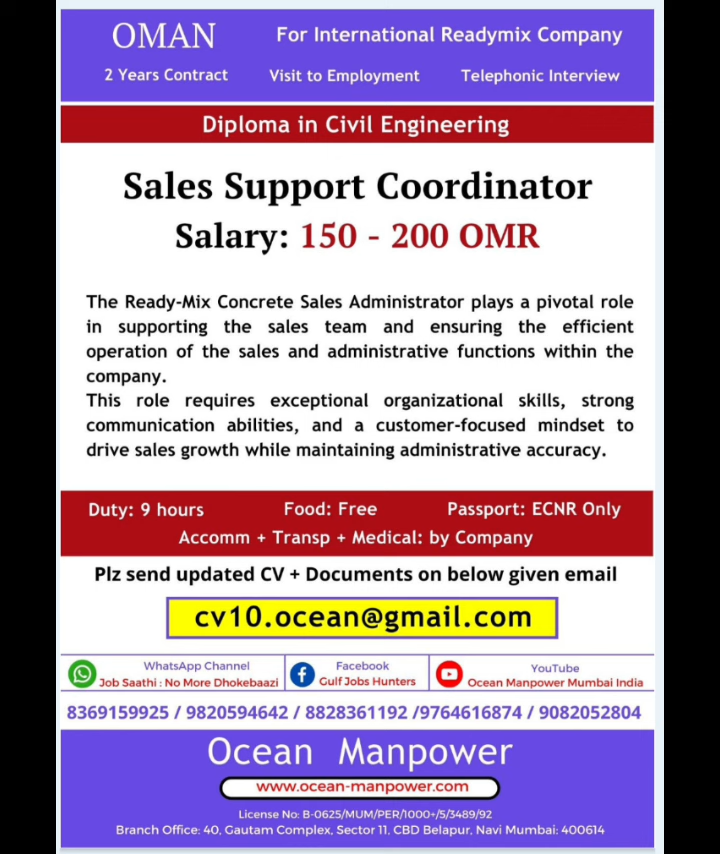 OMAN
For International Readymix Company
2 Years Contract Visit to Employment Telephonic Interview
Diploma in Civil Engineering
Sales Support Coordinator
Salary: 150 - 200 OMR
The Ready-Mix Concrete Sales Administrator plays a pivotal role
in supporting the sales team and ensuring the efficient
operation of the sales and administrative functions within the
company.
This role requires exceptional organizational skills, strong
communication abilities, and a customer-focused mindset to
drive sales growth while maintaining administrative accuracy.
Duty: 9 hours Food: Free Passport: ECNR Only
Accomm + Transp + Medical: by Company
Plz send updated CV + Documents on below given email
cv10.ocean@gmail.com
WhatsApp Channel
Job Saathi : No More Dhokebaazi
Facebook
Gulf Jobs Hunters
YouTube
Ocean Manpower Mumbai India
8369159925 / 9820594642 / 8828361192 /9764616874 / 9082052804
Ocean Manpower
www.ocean-manpower.com
License No: B-0625/MUM/PER/1000+/5/3489/92
Branch Office: 40, Gautam Complex, Sector 11, CBD Belapur, Navi Mumbai: 400614